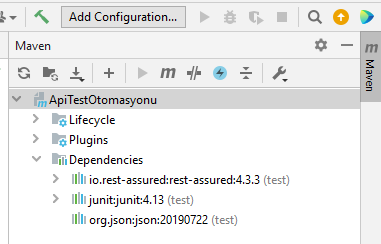 Add Configuration...
Maven
Maven
m
ApiTestOtomasyonu
Lifecycle
Plugins
Dependencies
io.rest-assured:rest-assured:4.3.3 (test)
junit:junit:4.13 (test)
org.json:json:20190722 (test)